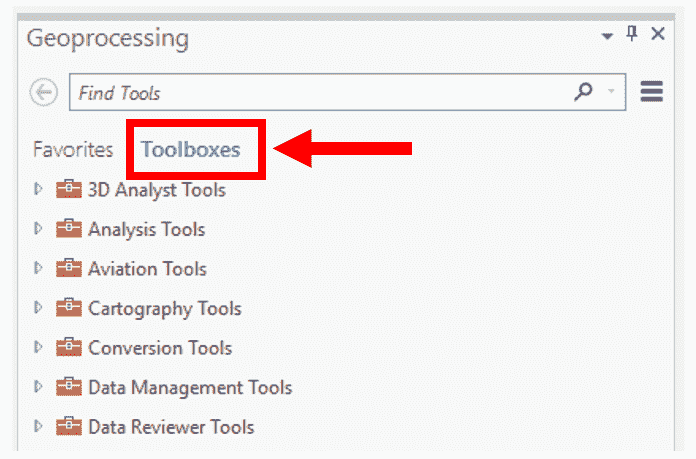 Geoprocessing
Find Tools
Favorites Toolboxes
3D Analyst Tools
Analysis Tools
Aviation Tools
Cartography Tools
Conversion Tools
Data Management Tools
Data Reviewer Tools